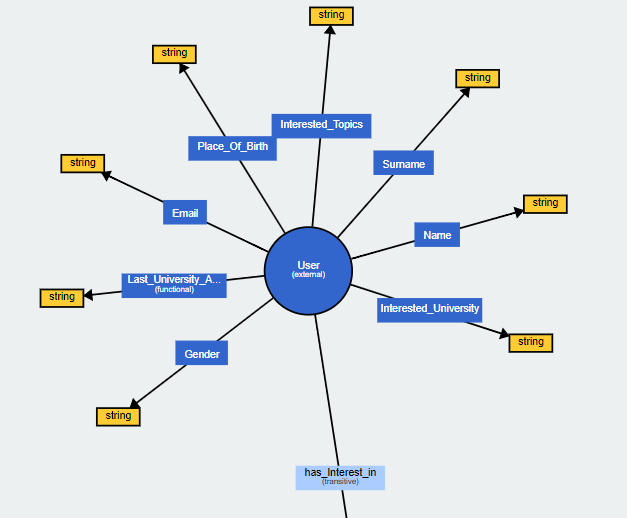 string
string
Interested_Topics
string
Place_Of_Birth
Surname
string
string
Email
Name
User
(external)
Last_University_A...
(functional)
string
Interested_University
string
Gender
string
has_Interest_in
(transitive)